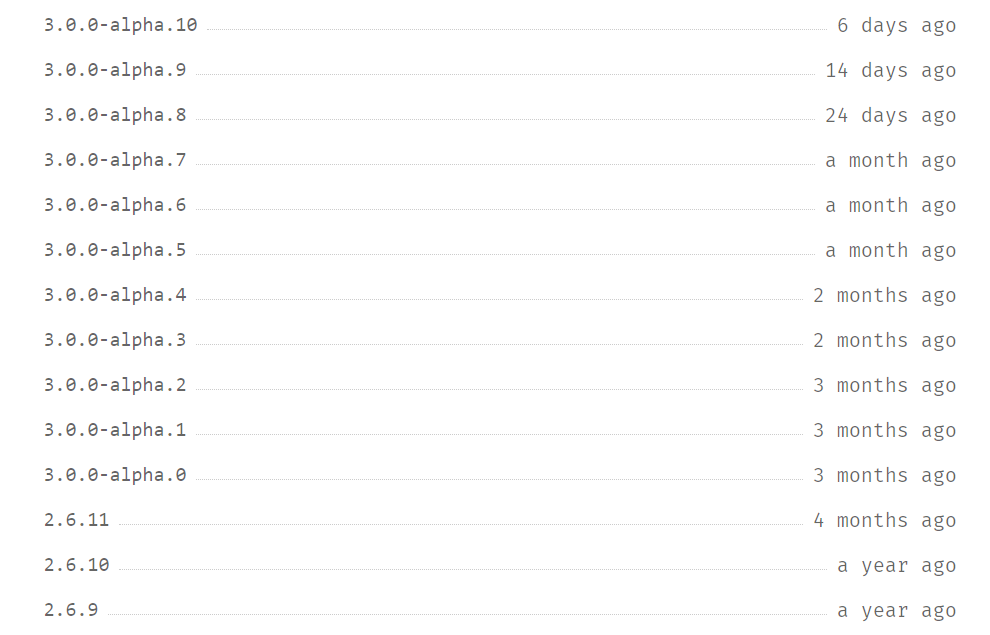 3.0.0-alpha.10 6 days ago
3.0.0-alpha.9 14 days ago
3.0.0-alpha.8 24 days ago
3.0.0-alpha.7 a month ago
3.0.0-alpha.6 a month ago
3.0.0-alpha.5 a month ago
3.0.0-alpha.4 2 months ago
3.0.0-alpha.3 2 months ago
3.0.0-alpha.2 3 months ago
3.0.0-alpha.1 3 months ago
3.0.0-alpha.0 3 months ago
2.6.11 4 months ago
2.6.10 a year ago
2.6.9 a year ago